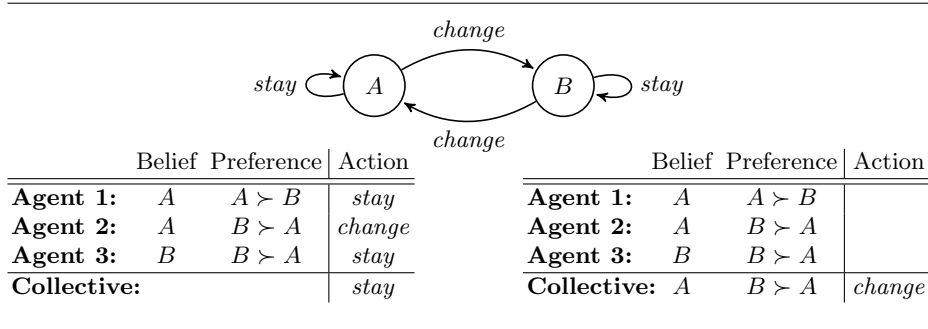 change
stay A B stay
change
Belief Preference Action
Agent 1: A A ≻ B stay
Agent 2: A B ≻ A change
Agent 3: B B ≻ A stay
Collective: stay
Belief Preference Action
Agent 1: A A ≻ B
Agent 2: A B ≻ A
Agent 3: B B ≻ A
Collective: A B ≻ A change